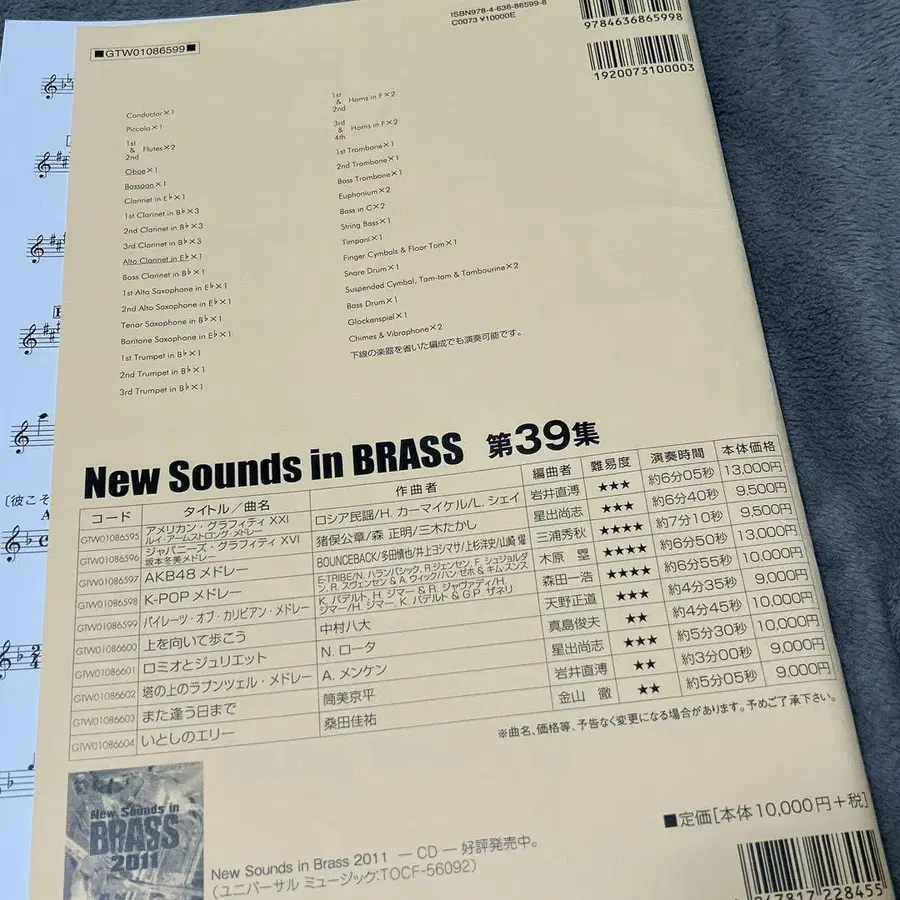 ISBN978-4-636-86599-8
C0073 ¥10000E
9784636865998
1920073100003
■GTW01086599■
Conductor×1
Piccolo×1
1st
&
2nd
Flutes×2
Oboe×1
Bassoon×1
Clarinet in E♭×1
1st Clarinet in B♭×3
2nd Clarinet in B♭×3
3rd Clarinet in B♭×3
Alto Clarinet in E♭×1
Bass Clarinet in B♭×1
1st Alto Saxophone in E♭×1
2nd Alto Saxophone in E♭×1
Tenor Saxophone in B♭×1
Baritone Saxophone in E♭×1
1st Trumpet in B♭×1
2nd Trumpet in B♭×1
3rd Trumpet in B♭×1
1st
&
2nd
Horns in F×2
3rd
&
4th
Horns in F×2
1st Trombone×1
2nd Trombone×1
Bass Trombone×1
Euphonium×2
Bass in C×2
String Bass×1
Timpani×1
Finger Cymbals & Floor Tom×1
Snare Drum×1
Suspended Cymbal, Tam-tam & Tambourine×2
Bass Drum×1
Glockenspiel×1
Chimes & Vibraphone×2
下線の楽器を省いた編成でも演奏可能です。
New Sounds in BRASS 第39集
コード タイトル/曲名 作曲者 編曲者 難易度 演奏時間 本体価格
GTW01086595 アメリカン・グラフィティ XXI ルイ・アームストロング・メドレー ロシア民謡/H. カーマイケル/L. シェイ 岩井直溥 ★★★ 約6分05秒 13,000円
GTW01086596 ジャパニーズ・グラフィティ XVI 坂本冬美メドレー 猪俣公章/森 正明/三木たかし 星出尚志 ★★★ 約6分40秒 9,500円
GTW01086597 AKB48 メドレー BOUNCEBACK/多田慎也/井上ヨシマサ/上杉洋史/山崎 燿 三浦秀秋 ★★★★ 約7分10秒 9,500円
GTW01086598 K-POP メドレー 木原 塁 ★★★★ 約6分50秒 13,000円
GTW01086599 パイレーツ・オブ・カリビアン・メドレー 森田一浩 ★★★★ 約6分55秒 10,000円
GTW01086600 上を向いて歩こう 中村八大 天野正道 ★★★ 約4分35秒 9,000円
GTW01086601 ロミオとジュリエット N. ロータ 真島俊夫 ★★ 約4分45秒 10,000円
GTW01086602 塔の上のラプンツェル・メドレー A. メンケン 星出尚志 ★★★ 約5分30秒 10,000円
GTW01086603 また逢う日まで 筒美京平 岩井直溥 ★★ 約3分00秒 9,000円
GTW01086604 いとしのエリー 桑田佳祐 金山 徹 ★★ 約5分05秒 9,000円
※曲名、価格等、予告なく変更になる場合があります。予めご了承下さい。
■定価[本体10,000円+税]
New Sounds in
BRASS
2011
New Sounds in Brass 2011 ―CD―好評発売中。
(ユニバーサル ミュージック:TOCF-56092)
947817 228455
〔彼こそ